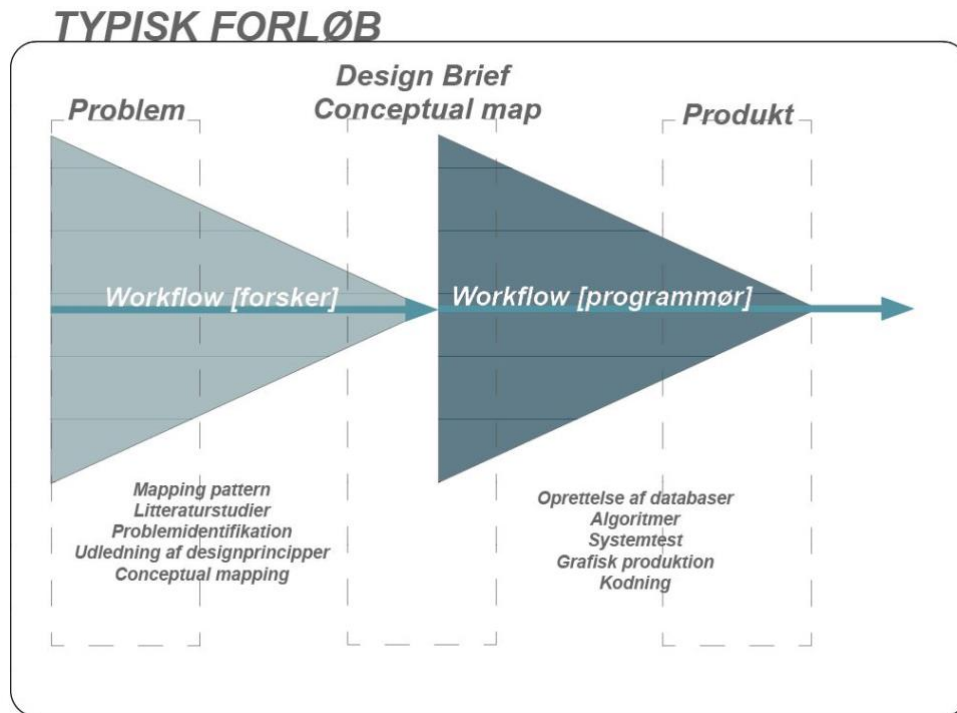 TYPISK FORLØB
Problem
Design Brief
Conceptual map
Produkt
Workflow [forsker]
Workflow [programmør]
Mapping pattern
Litteraturstudier
Problemidentifikation
Udledning af designprincipper
Conceptual mapping
Oprettelse af databaser
Algoritmer
Systemtest
Grafisk produktion
Kodning